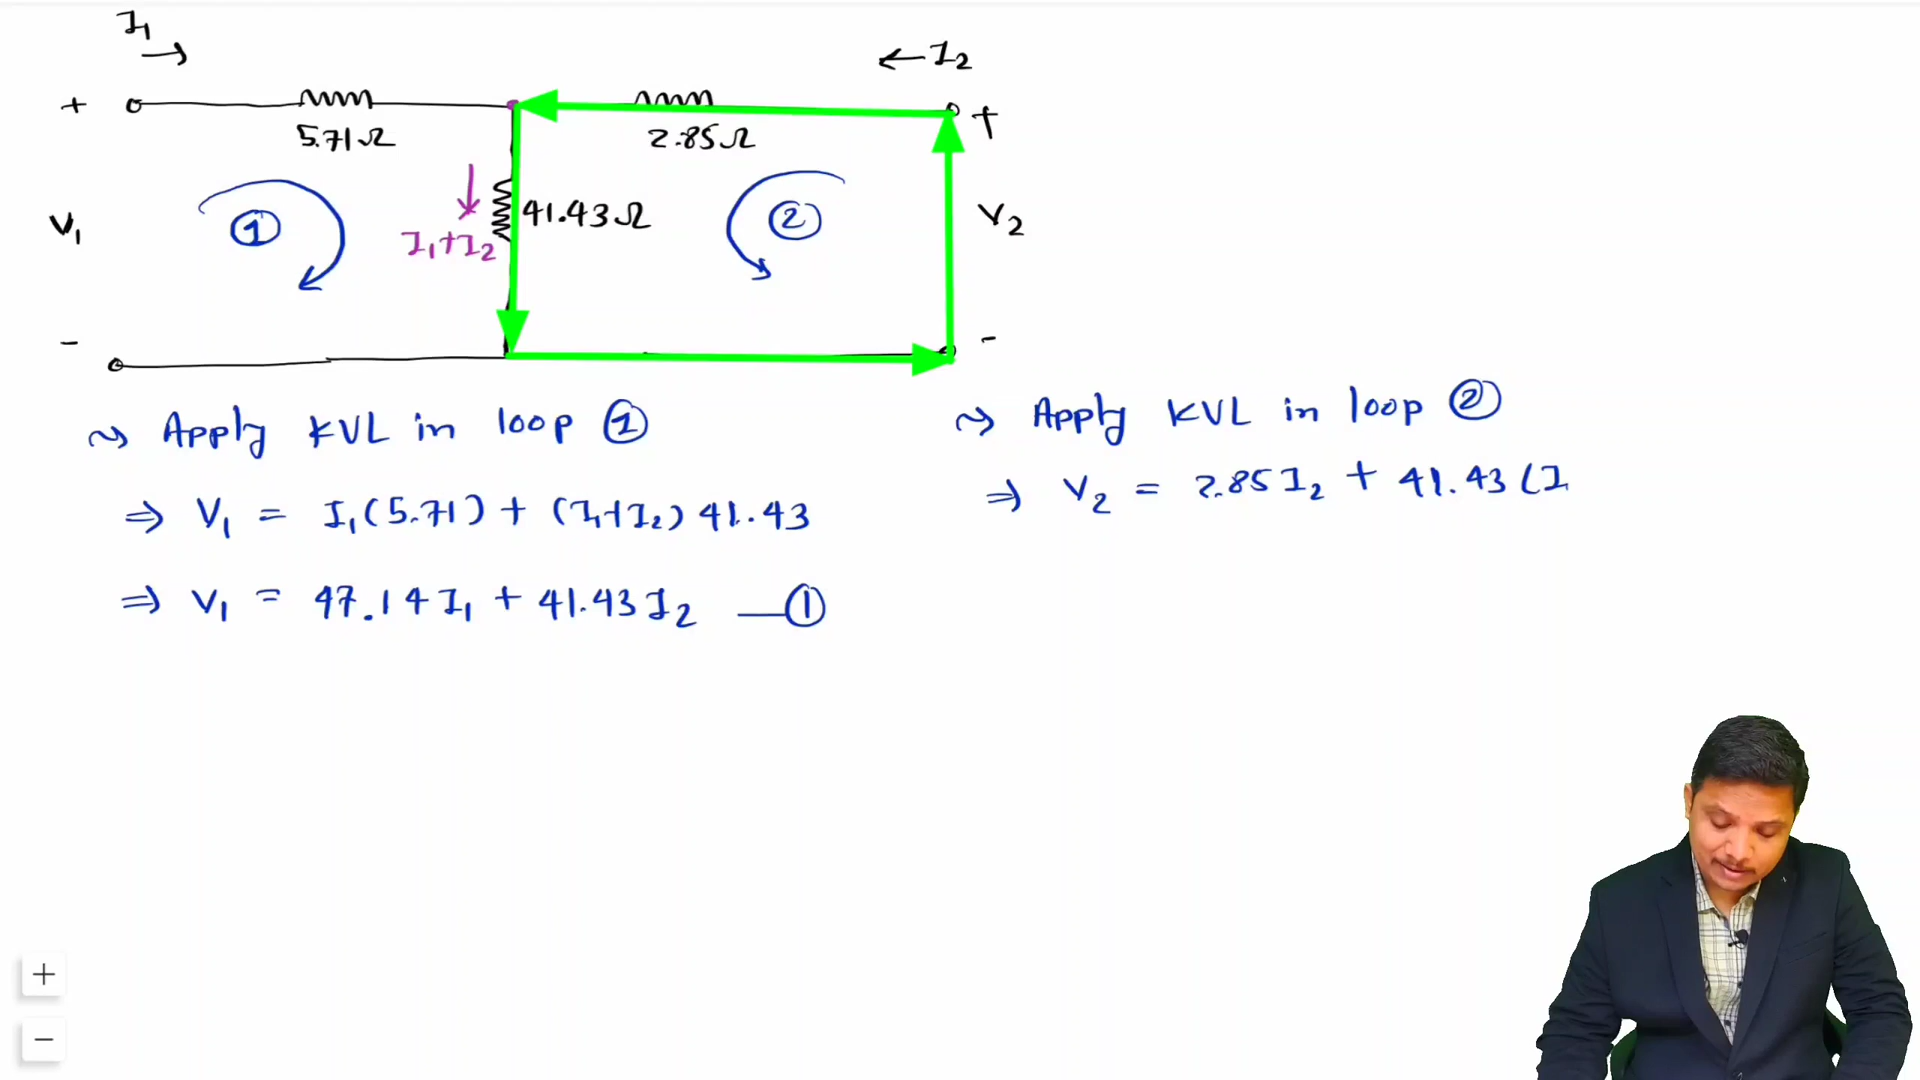 I₁
← I₂
+
+
5.71Ω
2.85Ω
V₁
①
I₁+I₂
41.43Ω
②
V₂
-
-
~> Apply KVL in loop ①
⇒ V₁ = I₁(5.71) + (I₁+I₂) 41.43
⇒ V₁ = 47.14 I₁ + 41.43 I₂ —①
~> Apply KVL in loop ②
⇒ V₂ = 2.85 I₂ + 41.43 (I
+
−